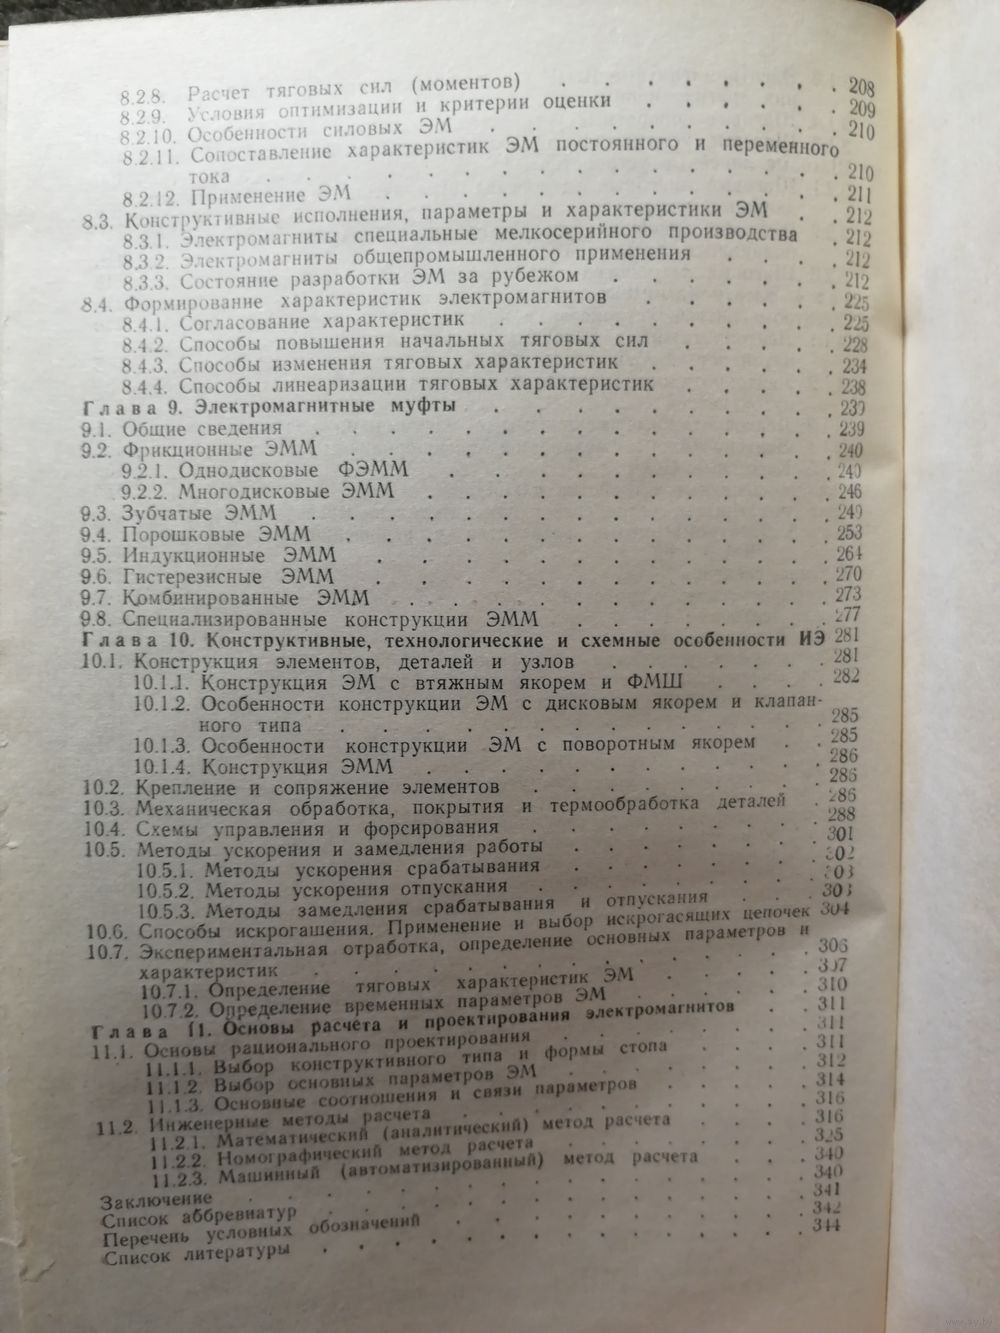 8.2.8. Расчет тяговых сил (моментов) . . . . . . . 208
8.2.9. Условия оптимизации и критерии оценки . . . . . . 209
8.2.10. Особенности силовых ЭМ . . . . . . . . . 210
8.2.11. Сопоставление характеристик ЭМ постоянного и переменного
тока . . . . . . . . . . . . . . 210
8.2.12. Применение ЭМ . . . . . . . . . . . 211
8.3. Конструктивные исполнения, параметры и характеристики ЭМ . . 212
8.3.1. Электромагниты специальные мелкосерийного производства . 212
8.3 2. Электромагниты общепромышленного применения . . . . 212
8.3.3. Состояние разработки ЭМ за рубежом . . . . . . 212
8.4. Формирование характеристик электромагнитов . . . . . 225
8.4.1. Согласование характеристик . . . . . . . . 225
8.4.2. Способы повышения начальных тяговых сил . . . . 228
8.4.3. Способы изменения тяговых характеристик . . . . . 234
8.4.4. Способы линеаризации тяговых характеристик . . . . 238
Глава 9. Электромагнитные муфты . . . . . . . . . 239
9.1. Общие сведения . . . . . . . . . . . . 239
9.2. Фрикционные ЭММ . . . . . . . . . . . 240
9.2.1. Однодисковые ФЭММ . . . . . . . . . 240
9.2.2. Многодисковые ЭММ . . . . . . . . . . 246
9.3. Зубчатые ЭММ . . . . . . . . . . . . 249
9.4. Порошковые ЭММ . . . . . . . . . . . 253
9.5. Индукционные ЭММ . . . . . . . . . . 264
9.6. Гистерезисные ЭММ . . . . . . . . . . 270
9.7. Комбинированные ЭММ . . . . . . . . . . 273
9.8. Специализированные конструкции ЭММ . . . . . . 277
Глава 10. Конструктивные, технологические и схемные особенности ИЭ 281
10.1. Конструкция элементов, деталей и узлов . . . . . . 281
10.1.1. Конструкция ЭМ с втяжным якорем и ФМШ . . . . 282
10.1.2. Особенности конструкции ЭМ с дисковым якорем и клапан-
ного типа . . . . . . . . . . . . 285
10.1.3. Особенности конструкции ЭМ с поворотным якорем . . 285
10.1.4. Конструкция ЭММ . . . . . . . . . . 286
10.2. Крепление и сопряжение элементов . . . . . . . 286
10.3. Механическая обработка, покрытия и термообработка деталей . 286
10.4. Схемы управления и форсирования . . . . . . . 288
10.5. Методы ускорения и замедления работы . . . . . . 301
10.5.1. Методы ускорения срабатывания . . . . . . 302
10.5.2. Методы ускорения отпускания . . . . . . . 303
10.5.3. Методы замедления срабатывания и отпускания . . . 303
10.6. Способы искрогашения. Применение и выбор искрогасящих цепочек 304
10.7. Экспериментальная отработка, определение основных параметров и
характеристик . . . . . . . . . . . . 306
10.7.1. Определение тяговых характеристик ЭМ . . . . . 307
10.7 2. Определение временных параметров ЭМ . . . . . 310
Глава 11. Основы расчета и проектирования электромагнитов . . 311
11.1. Основы рационального проектирования . . . . . . 311
11.1.1. Выбор конструктивного типа и формы стопа . . . . 311
11.1.2. Выбор основных параметров ЭМ . . . . . . 312
11.1.3. Основные соотношения и связи параметров . . . . 314
11.2. Инженерные методы расчета . . . . . . . . 316
11.2 1. Математический (аналитический) метод расчета . . . . 316
11.2.2. Номографический метод расчета . . . . . . 325
11.2.3. Машинный (автоматизированный) метод расчета . . . 340
Заключение . . . . . . . . . . . . . 340
Список аббревиатур . . . . . . . . . . . 341
Перечень условных обозначений . . . . . . . . 342
Список литературы . . . . . . . . . . . 344